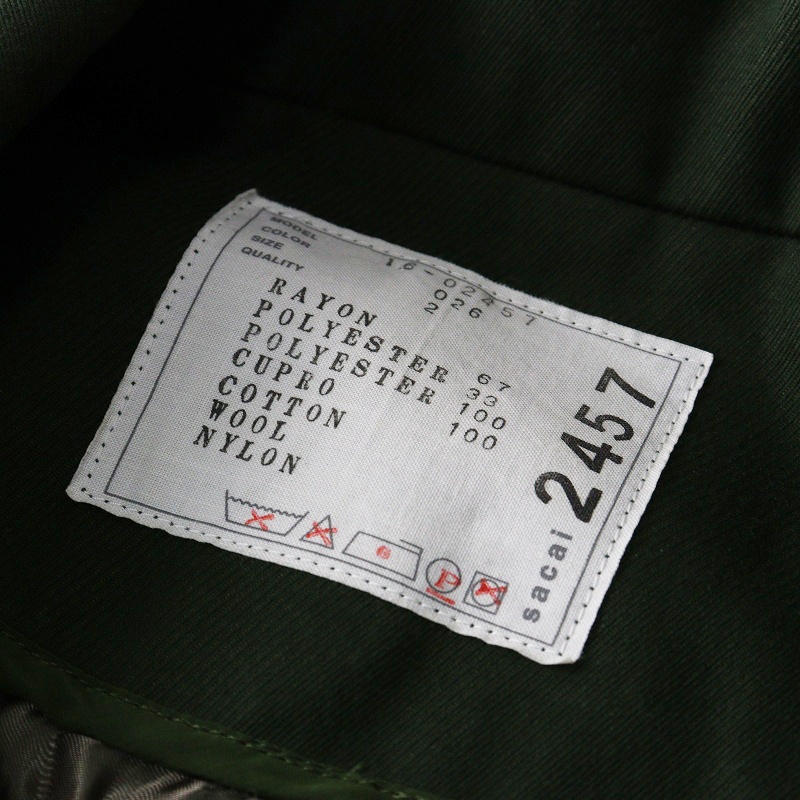 MODEL 16-02457
COLOR 026
SIZE 2
QUALITY
RAYON 67
POLYESTER 33
POLYESTER 100
CUPRO 100
COTTON
WOOL
NYLON
P
sacai 2457